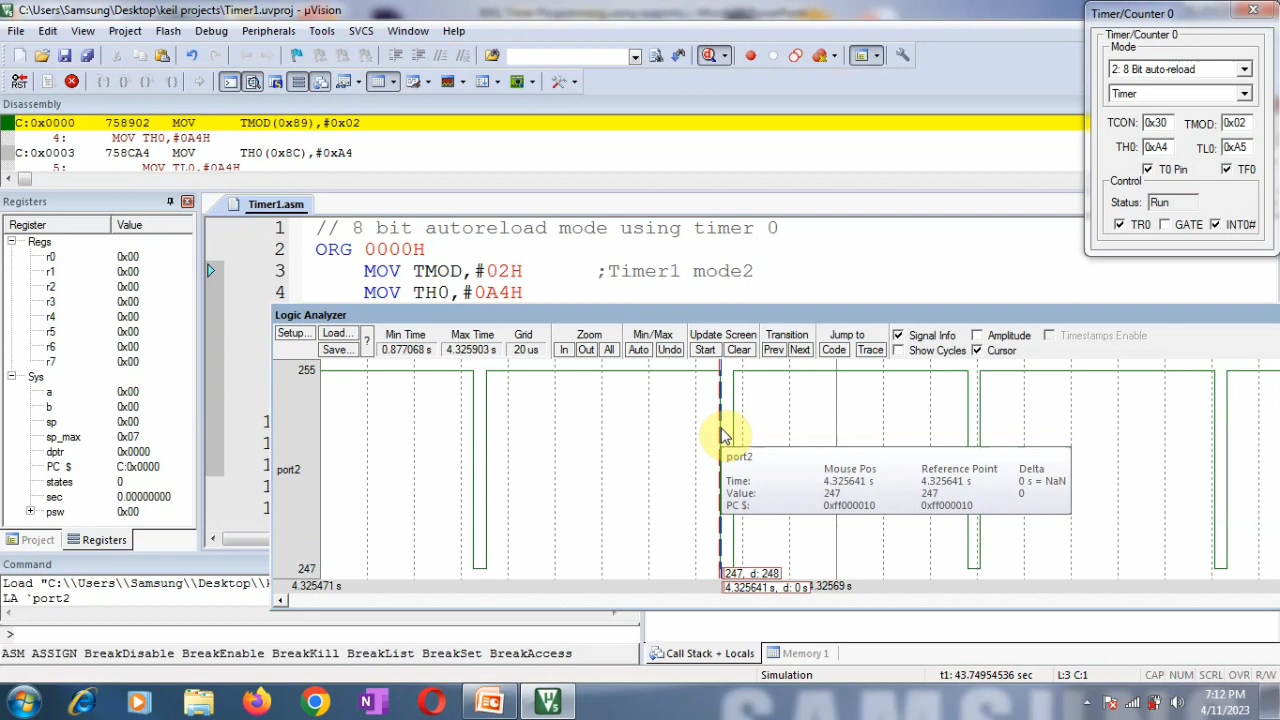 C:\Users\Samsung\Desktop\keil.projects\Timer1.uvproj - µVision
File Edit View Project Flash Debug Peripherals Tools SVCS Window Help
Disassembly
C:0x0000 758902 MOV TMOD(0x89),#0x02
4: MOV TH0,#0A4H
C:0x0003 758CA4 MOV TH0(0x8C),#0xA4
5: MOV TL0,#0A4H
Registers
Register Value
Regs
r0 0x00
r1 0x00
r2 0x00
r3 0x00
r4 0x00
r5 0x00
r6 0x00
r7 0x00
Sys
a 0x00
b 0x00
sp 0x00
sp_max 0x07
dptr 0x0000
PC $ C:0x0000
states 0
sec 0.00000000
psw 0x00
Project Registers
Timer1.asm
1 // 8 bit autoreload mode using timer 0
2 ORG 0000H
3 MOV TMOD,#02H ;Timer1 mode2
4 MOV TH0,#0A4H
1
1
1
1
1
Timer/Counter 0
Timer/Counter 0
Mode
2: 8 Bit auto-reload
Timer
TCON: 0x30 TMOD: 0x02
TH0: 0xA4 TL0: 0xA5
T0 Pin TF0
Control
Status: Run
TR0 GATE INT0#
Logic Analyzer
Setup... Load... Save... ?
Min Time Max Time Grid Zoom Min/Max Update Screen Transition Jump to Signal Info Amplitude Timestamps Enable
0.877068 s 4.325903 s 20 us In Out All Auto Undo Start Clear Prev Next Code Trace Show Cycles Cursor
255
port2
247
port2
Mouse Pos Reference Point Delta
Time: 4.325641 s 4.325641 s 0 s = NaN
Value: 247 247 0
PC $: 0xff000010 0xff000010
247, d: 248
4.325471 s 4.325641 s, d: 0 s 4.32569 s
Command
Load "C:\\Users\\Samsung\\Desktop\\
LA `port2
>
ASM ASSIGN BreakDisable BreakEnable BreakKill BreakList BreakSet BreakAccess
Call Stack + Locals Memory 1
Simulation t1: 43.74954536 sec L:3 C:1 CAP NUM SCRL OVR R/W
7:12 PM
4/11/2023